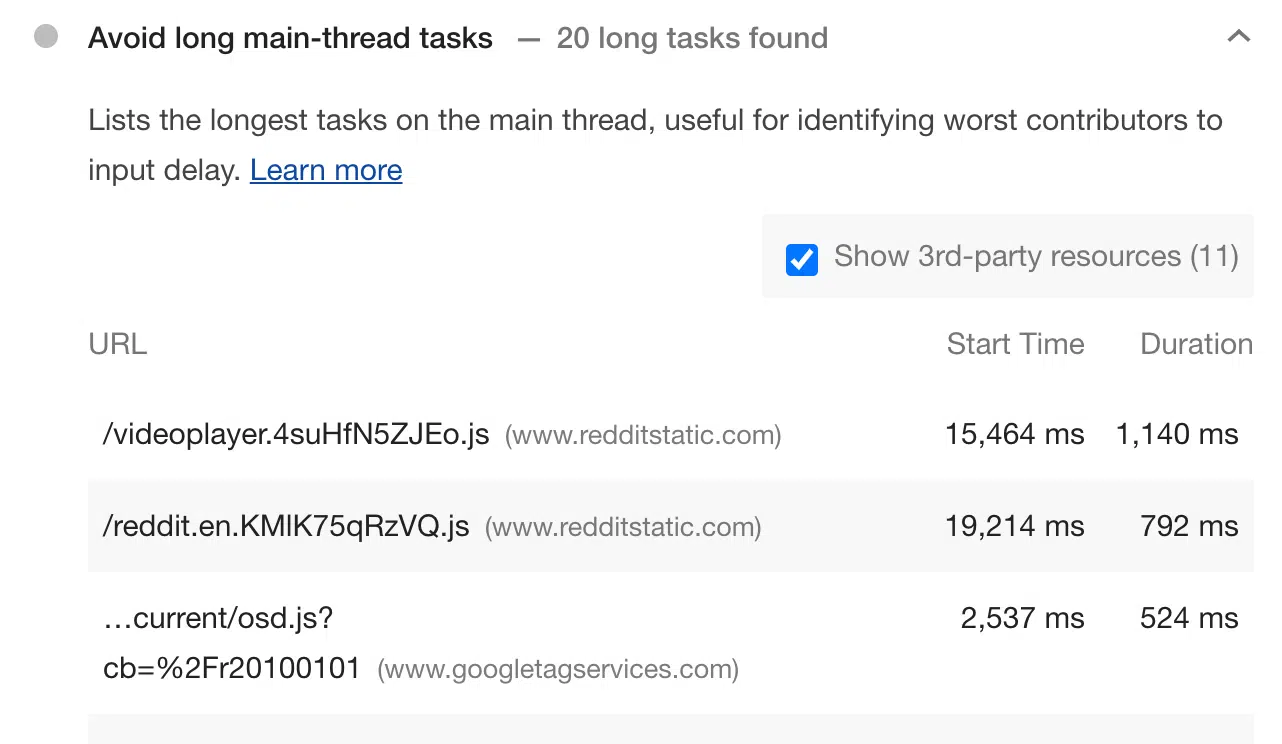 Avoid long main-thread tasks — 20 long tasks found
Lists the longest tasks on the main thread, useful for identifying worst contributors to
input delay. Learn more
Show 3rd-party resources (11)
URL Start Time Duration
/videoplayer.4suHfN5ZJEo.js (www.redditstatic.com) 15,464 ms 1,140 ms
/reddit.en.KMlK75qRzVQ.js (www.redditstatic.com) 19,214 ms 792 ms
…current/osd.js? 2,537 ms 524 ms
cb=%2Fr20100101 (www.googletagservices.com)